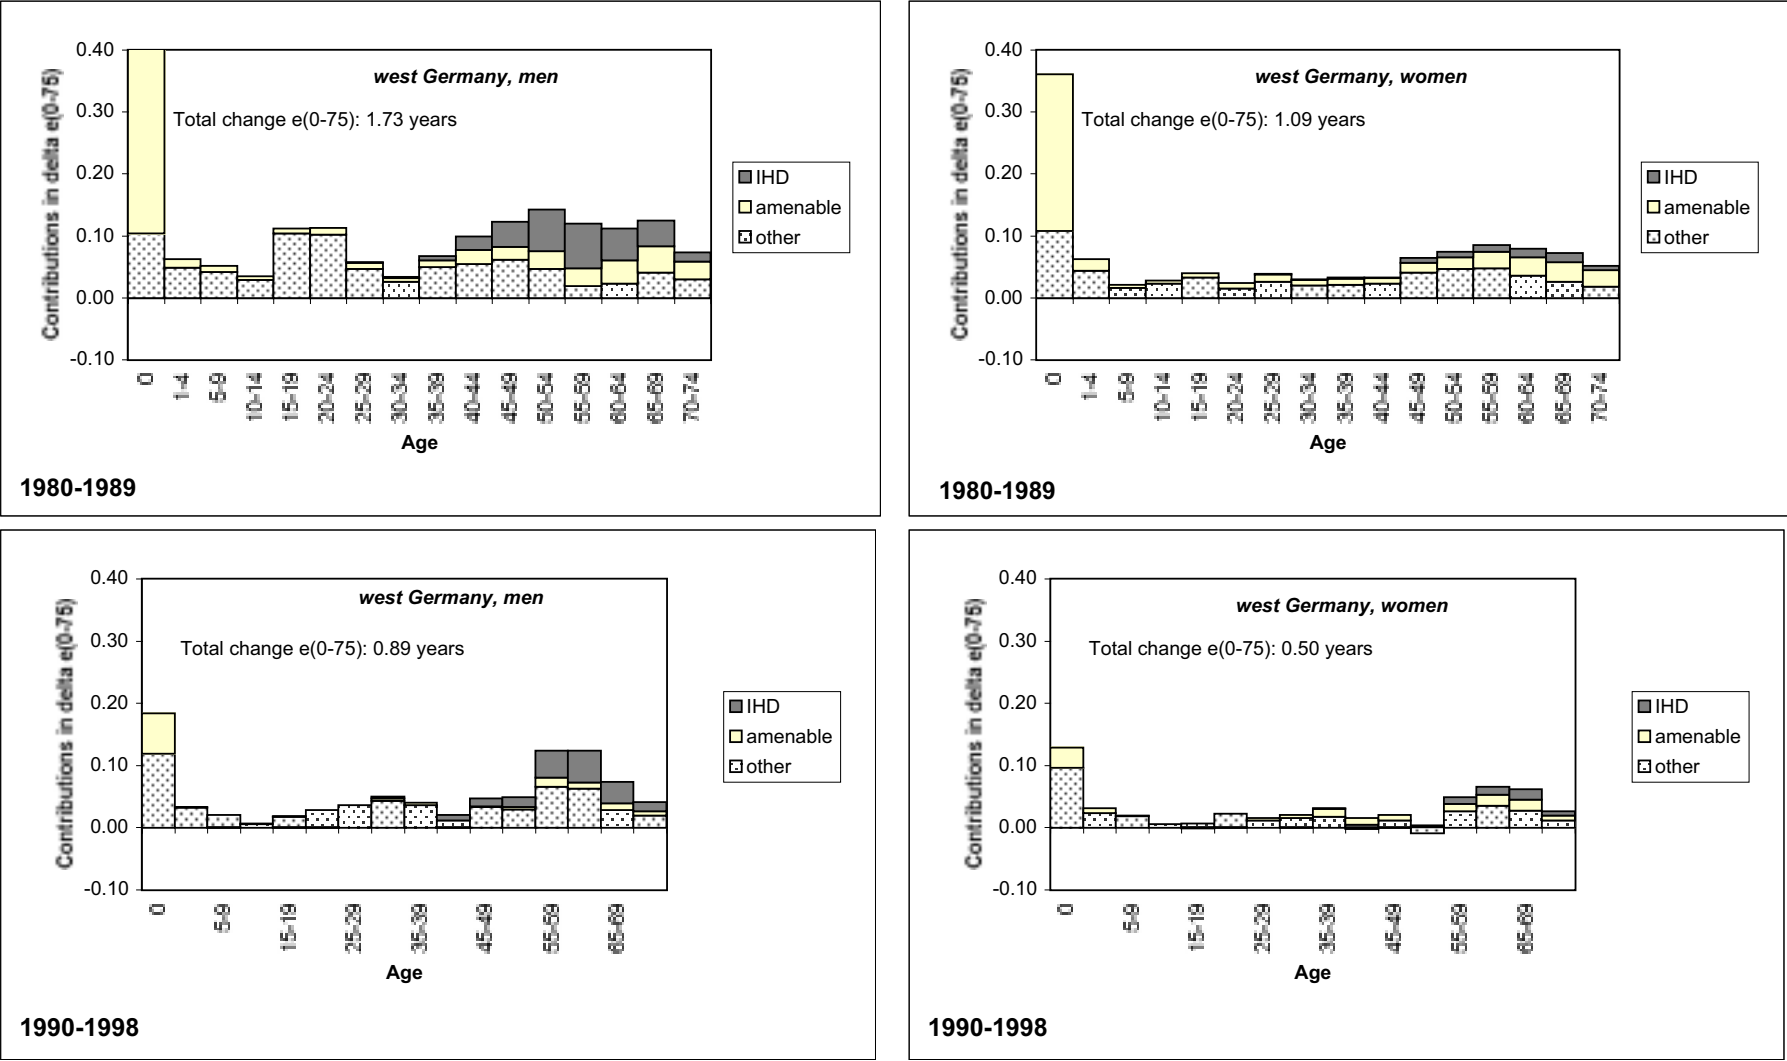 0.40
0.30
0.20
0.10
0.00
-0.10
Contributions in delta e(0-75)
west Germany, men
Total change e(0-75): 1.73 years
IHD
amenable
other
0
1-4
5-9
10-14
15-19
20-24
25-29
30-34
35-39
40-44
45-49
50-54
55-59
60-64
65-69
70-74
Age
1980-1989
0.40
0.30
0.20
0.10
0.00
-0.10
Contributions in delta e(0-75)
west Germany, women
Total change e(0-75): 1.09 years
IHD
amenable
other
0
1-4
5-9
10-14
15-19
20-24
25-29
30-34
35-39
40-44
45-49
50-54
55-59
60-64
65-69
70-74
Age
1980-1989
0.40
0.30
0.20
0.10
0.00
-0.10
Contributions in delta e(0-75)
west Germany, men
Total change e(0-75): 0.89 years
IHD
amenable
other
0
5-9
15-19
25-29
35-39
45-49
55-59
65-69
Age
1990-1998
0.40
0.30
0.20
0.10
0.00
-0.10
Contributions in delta e(0-75)
west Germany, women
Total change e(0-75): 0.50 years
IHD
amenable
other
0
5-9
15-19
25-29
35-39
45-49
55-59
65-69
Age
1990-1998